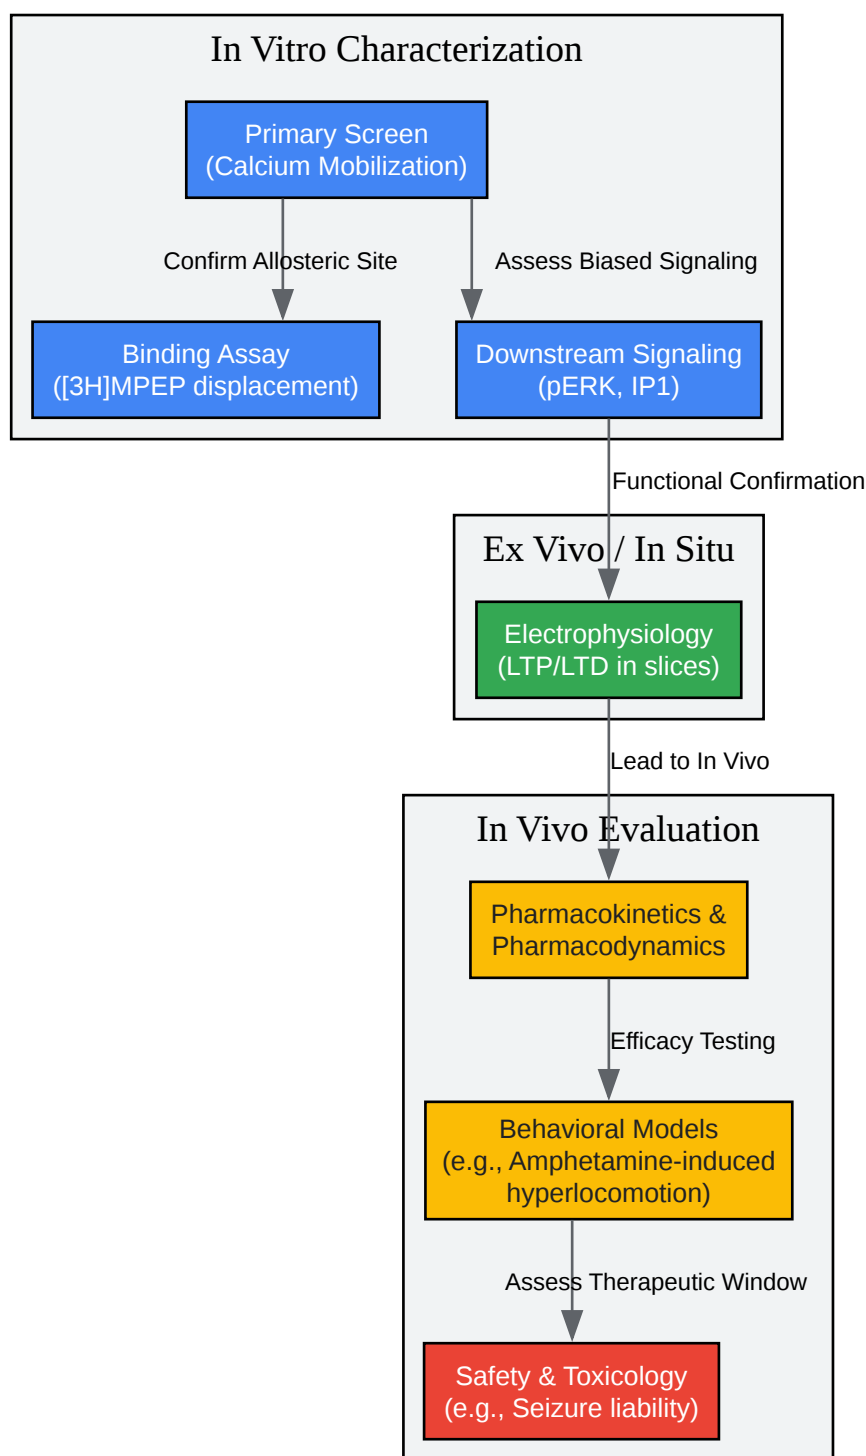 In Vitro Characterization
Primary Screen
(Calcium Mobilization)
Confirm Allosteric Site
Assess Biased Signaling
Binding Assay
([3H]MPEP displacement)
Downstream Signaling
(pERK, IP1)
Functional Confirmation
Ex Vivo / In Situ
Electrophysiology
(LTP/LTD in slices)
Lead to In Vivo
In Vivo Evaluation
Pharmacokinetics &
Pharmacodynamics
Efficacy Testing
Behavioral Models
(e.g., Amphetamine-induced
hyperlocomotion)
Assess Therapeutic Window
Safety & Toxicology
(e.g., Seizure liability)